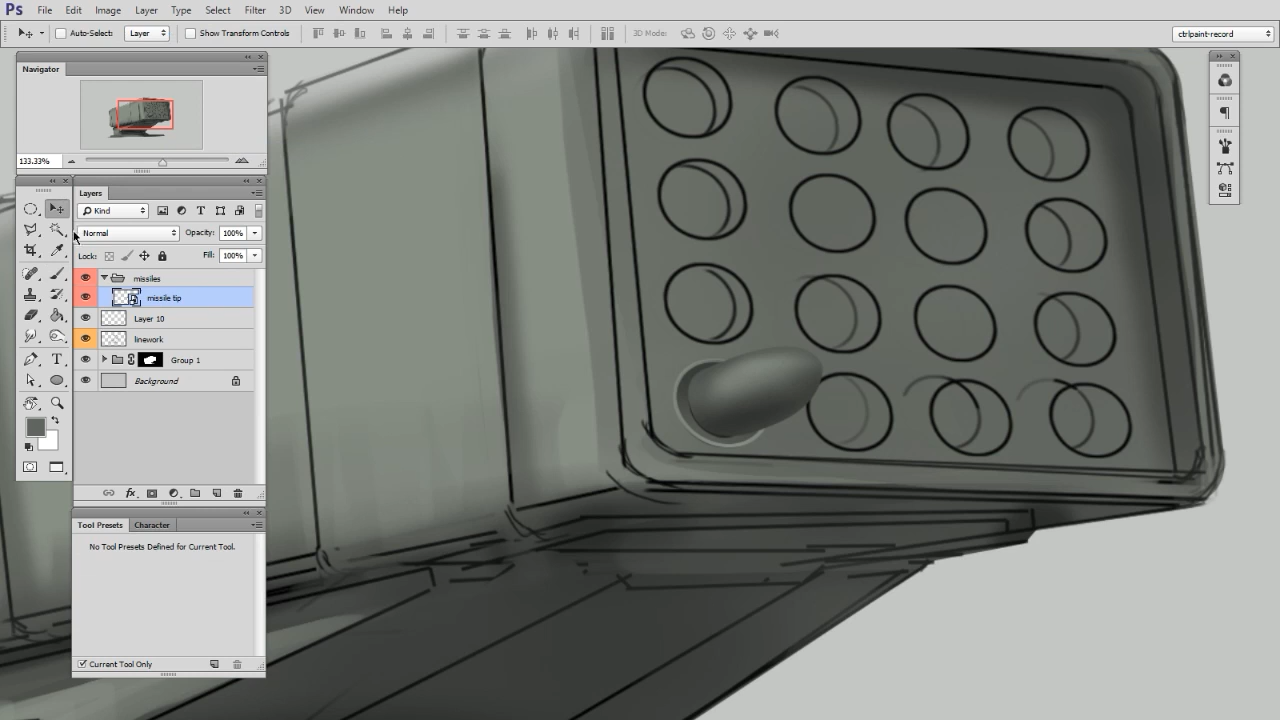 Ps File Edit Image Layer Type Select Filter 3D View Window Help
Auto-Select: Layer Show Transform Controls 3D Mode: ctrlpaint-record
Navigator
133.33%
Layers
Kind
Normal Opacity: 100%
Lock: Fill: 100%
missiles
missile tip
Layer 10
linework
Group 1
Background
fx
Tool Presets Character
No Tool Presets Defined for Current Tool.
Current Tool Only